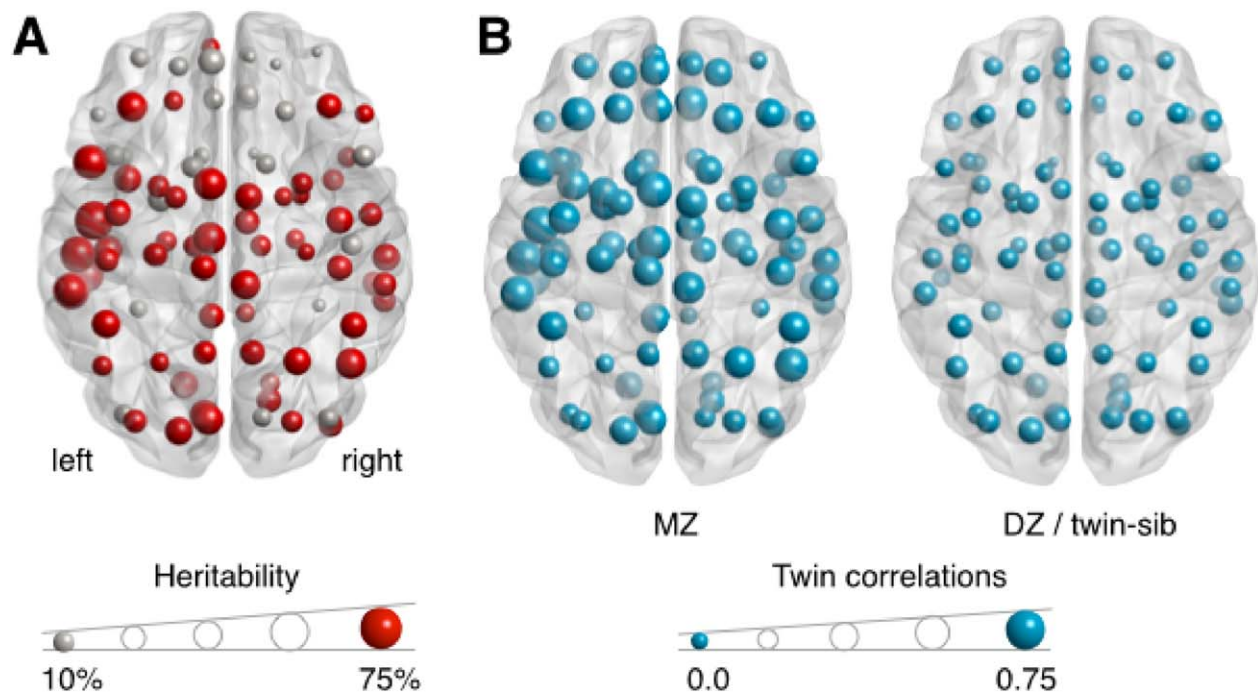 A
B
left
right
MZ
DZ / twin-sib
Heritability
10%
75%
Twin correlations
0.0
0.75